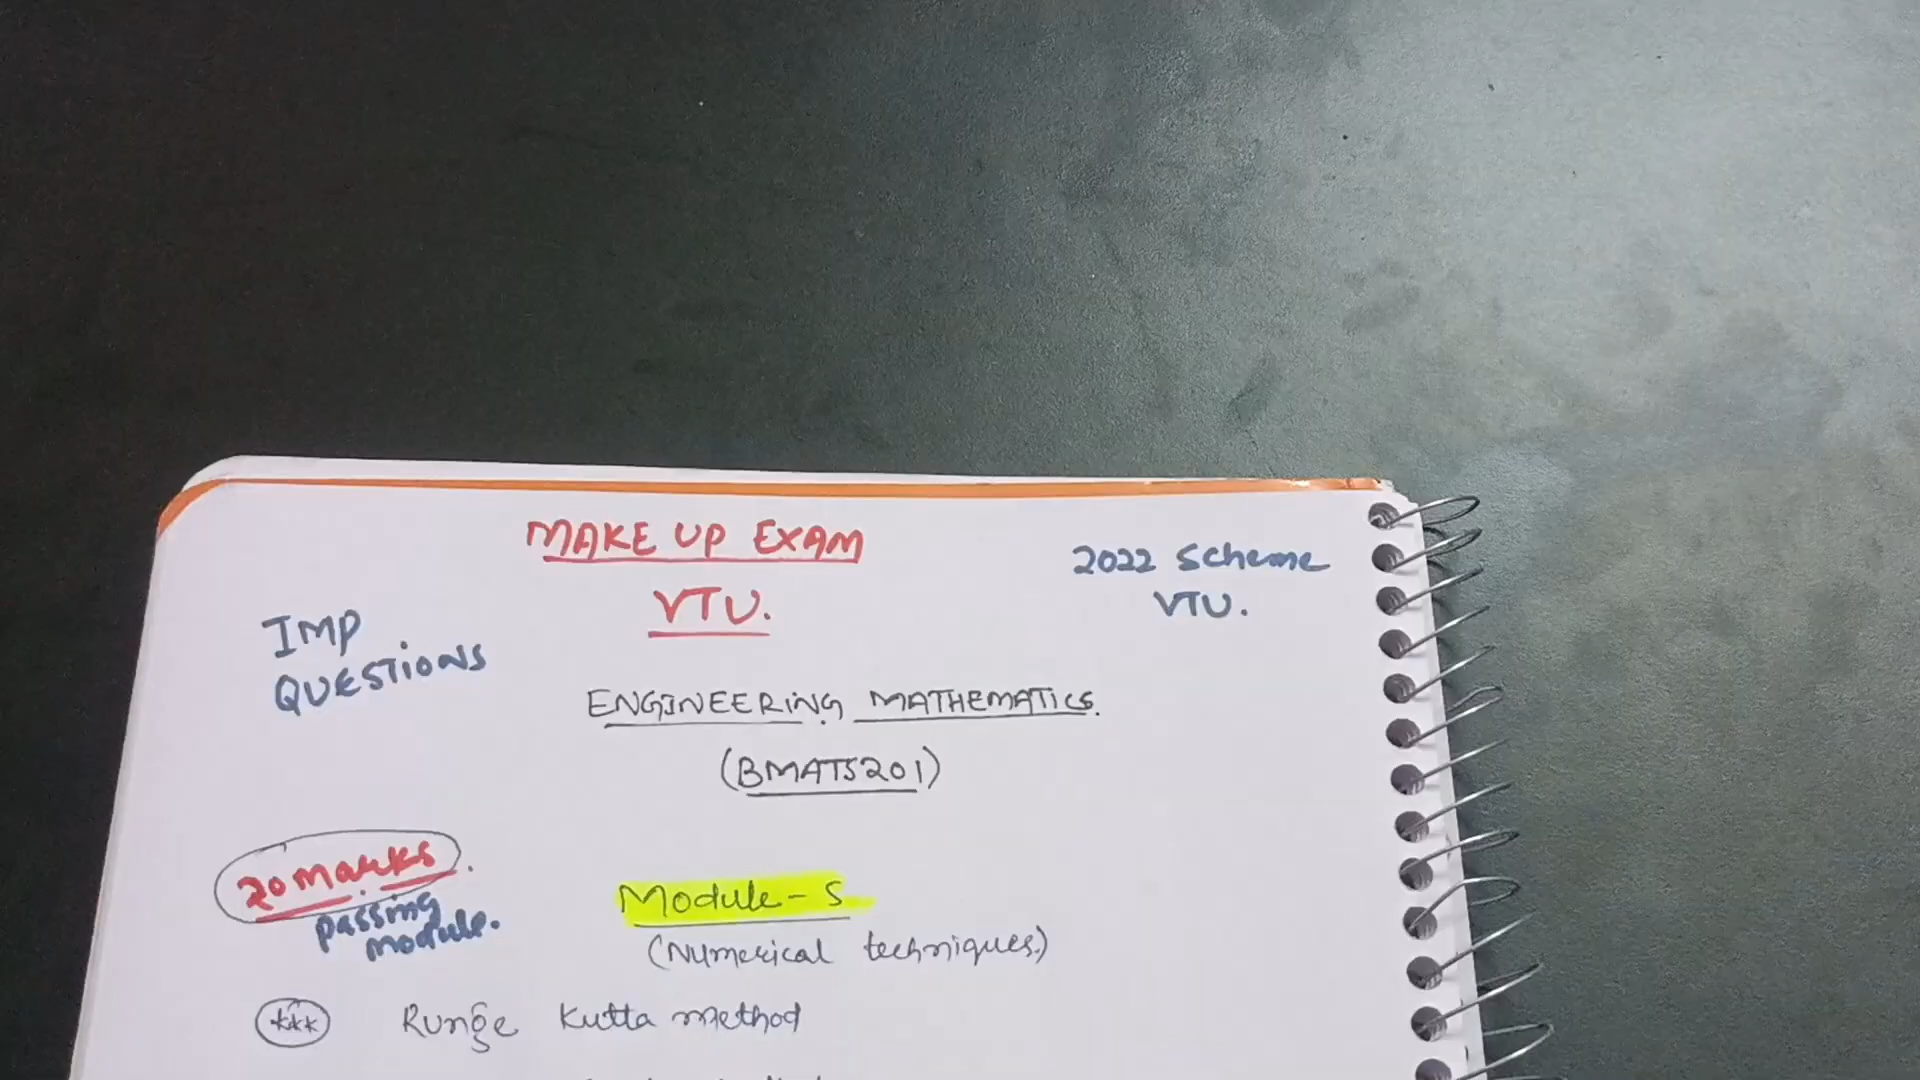 MAKE UP EXAM
VTU.
2022 Scheme
VTU.
IMP
QUESTIONS
ENGINEERING MATHEMATICS.
(BMATS201)
20 marks.
passing
module.
Module - 5
(Numerical techniques)
*** Runge Kutta method